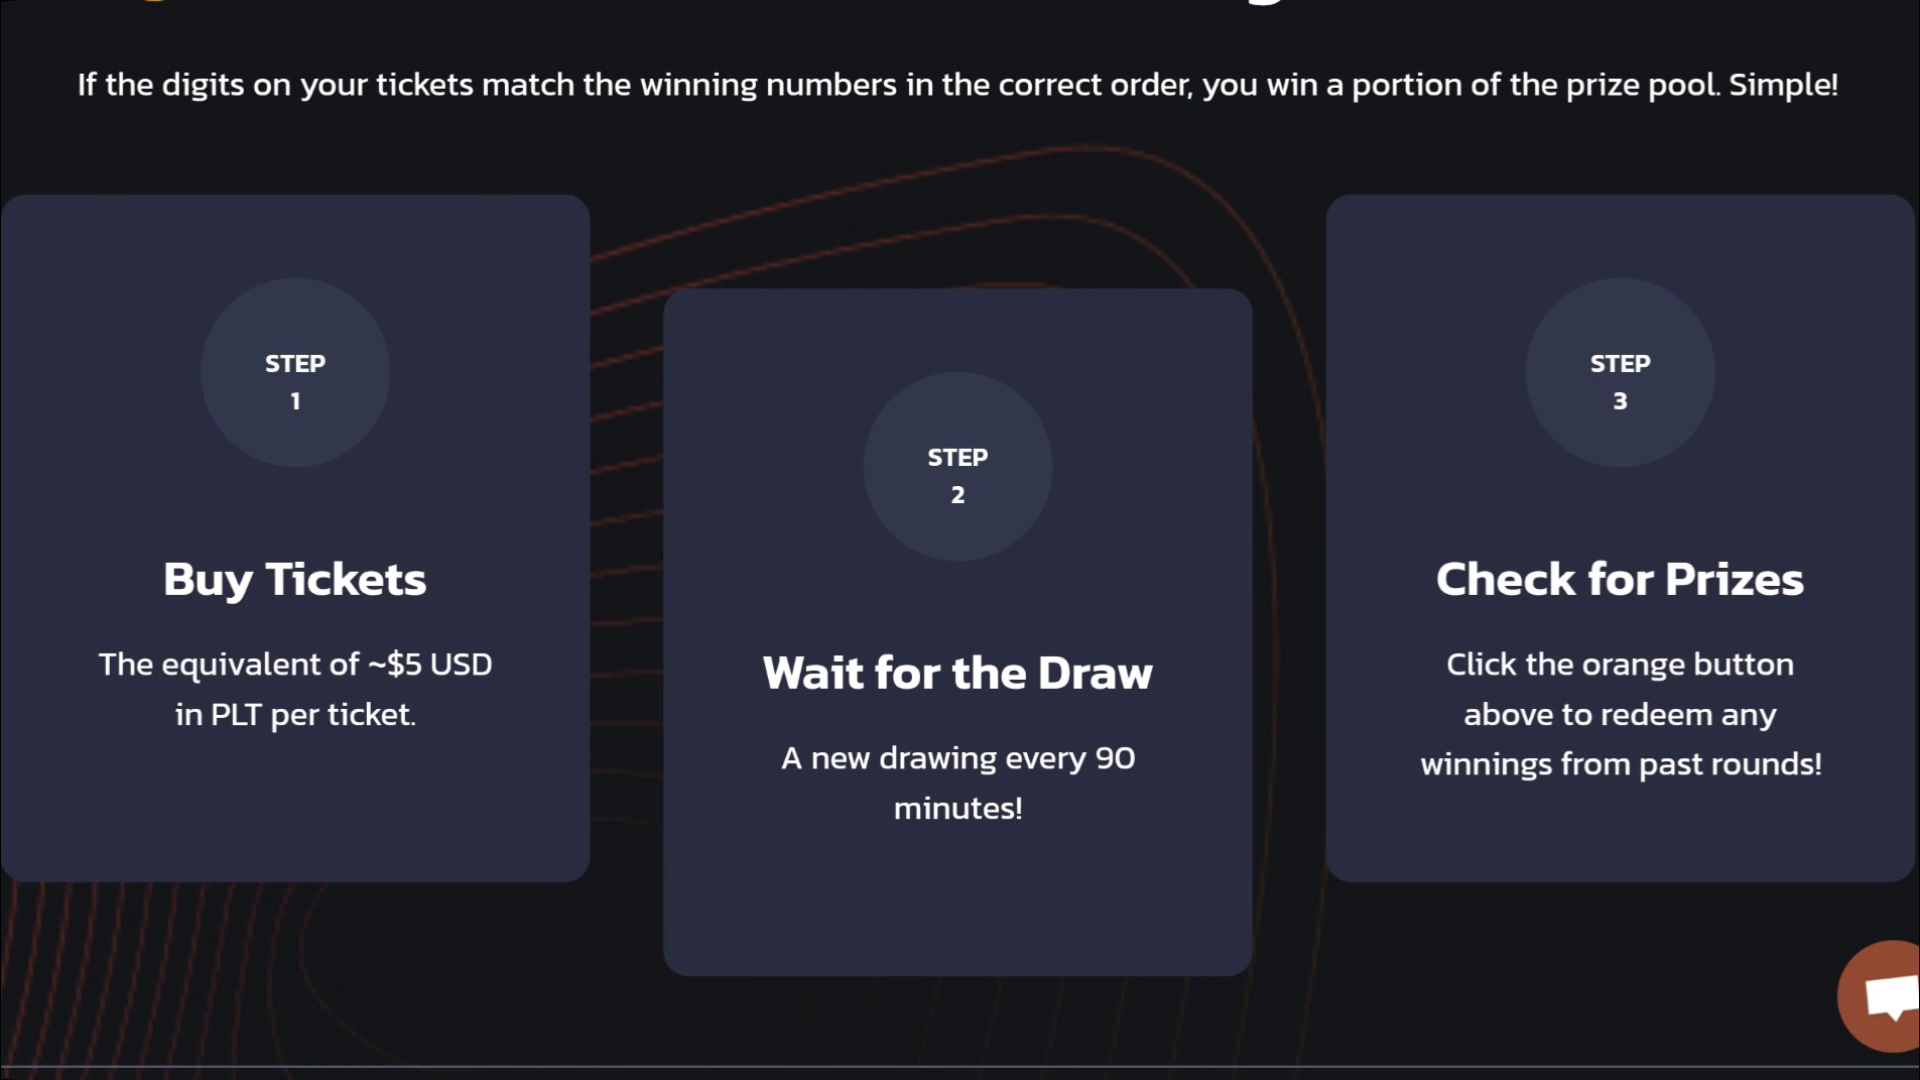 If the digits on your tickets match the winning numbers in the correct order, you win a portion of the prize pool. Simple!
STEP
1
Buy Tickets
The equivalent of ~$5 USD
in PLT per ticket.
STEP
2
Wait for the Draw
A new drawing every 90
minutes!
STEP
3
Check for Prizes
Click the orange button
above to redeem any
winnings from past rounds!